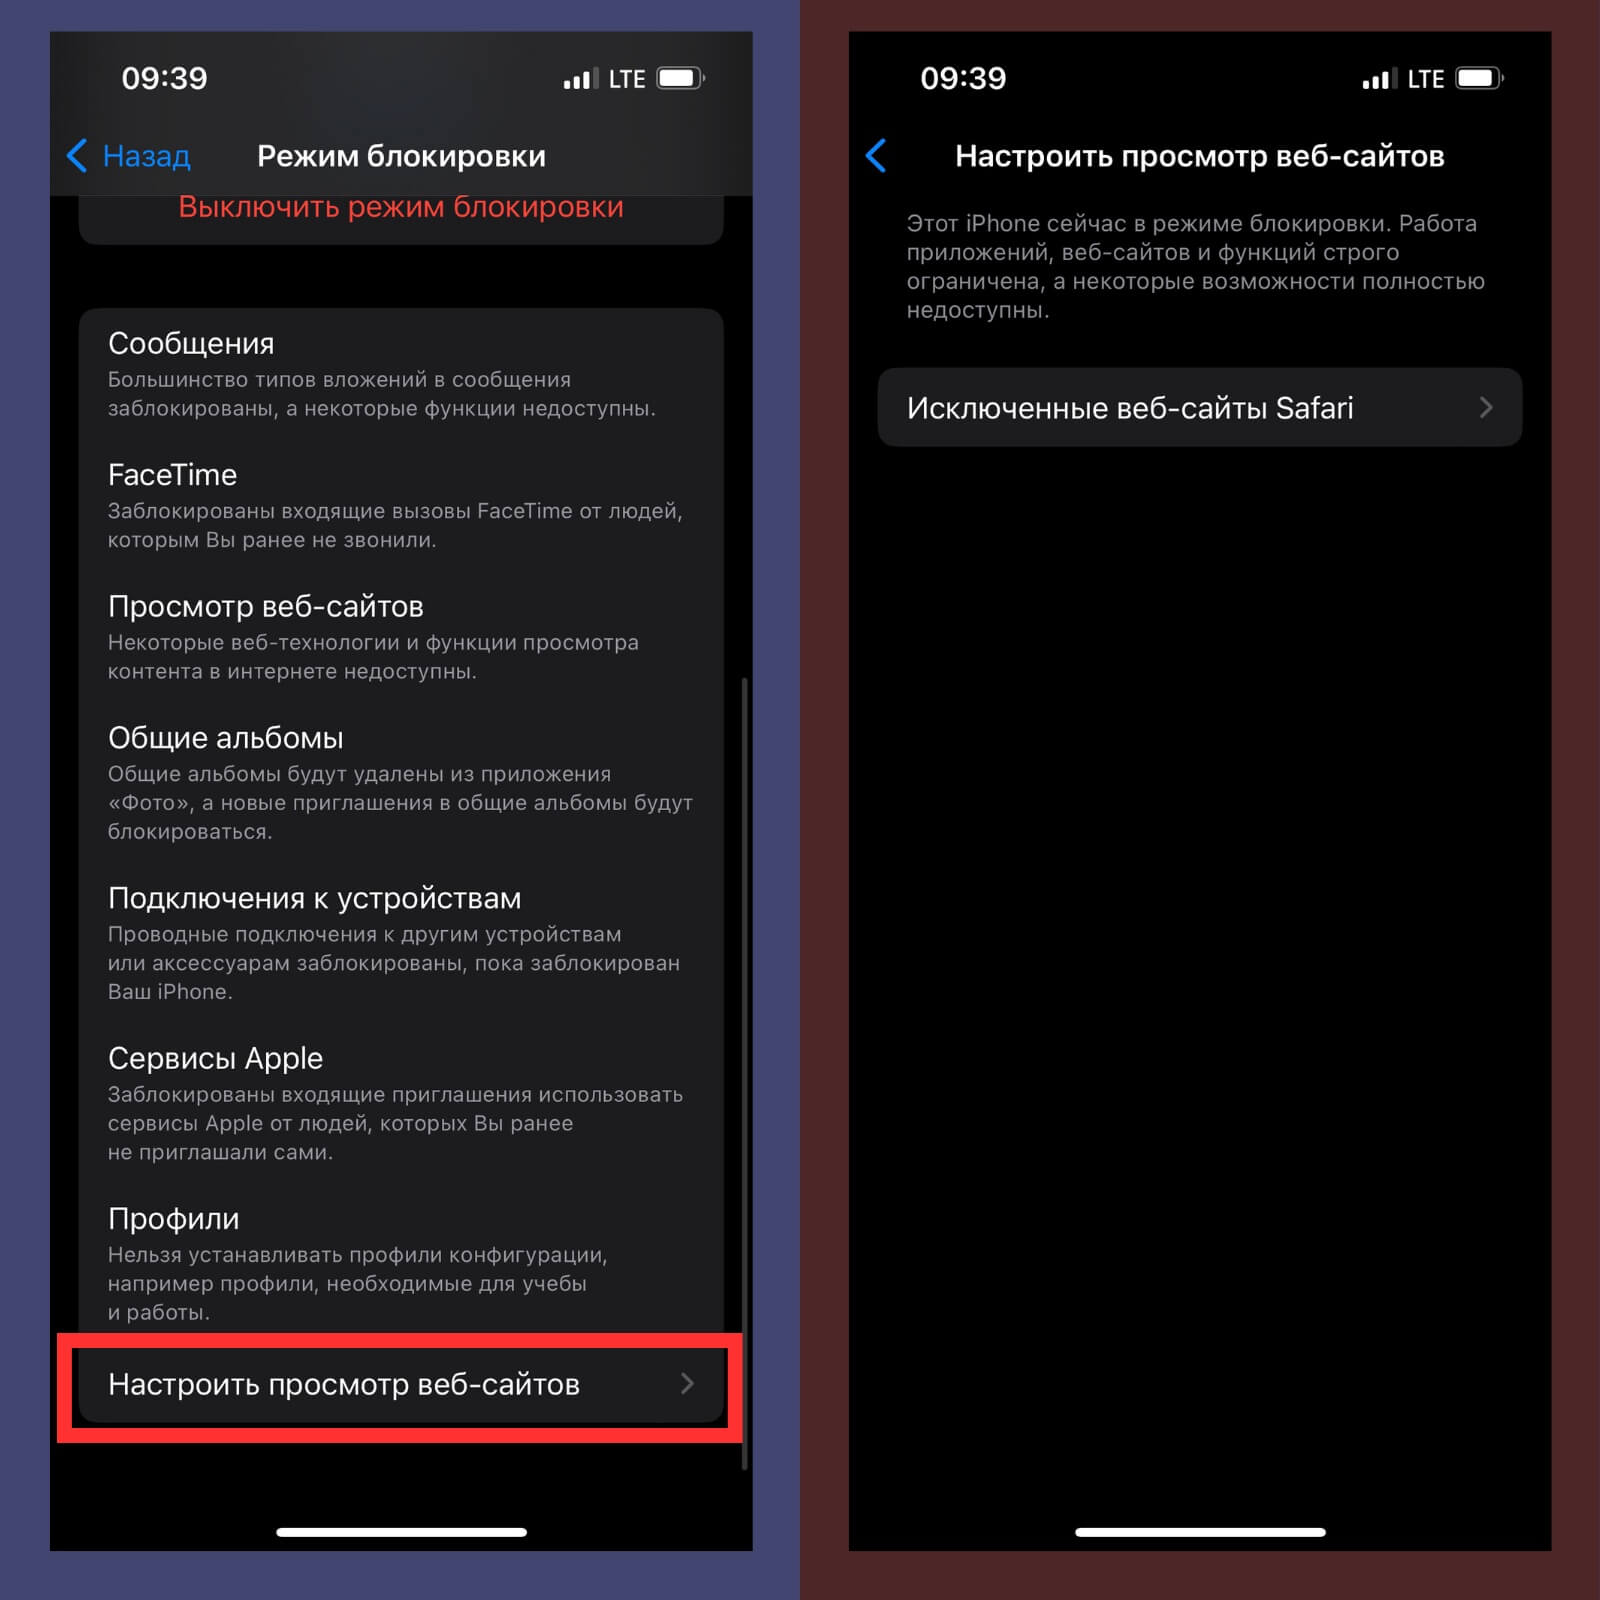 09:39
LTE
Назад
Режим блокировки
Выключить режим блокировки
Сообщения
Большинство типов вложений в сообщения
заблокированы, а некоторые функции недоступны.
FaceTime
Заблокированы входящие вызовы FaceTime от людей,
которым Вы ранее не звонили.
Просмотр веб-сайтов
Некоторые веб-технологии и функции просмотра
контента в интернете недоступны.
Общие альбомы
Общие альбомы будут удалены из приложения
«Фото», а новые приглашения в общие альбомы будут
блокироваться.
Подключения к устройствам
Проводные подключения к другим устройствам
или аксессуарам заблокированы, пока заблокирован
Ваш iPhone.
Сервисы Apple
Заблокированы входящие приглашения использовать
сервисы Apple от людей, которых Вы ранее
не приглашали сами.
Профили
Нельзя устанавливать профили конфигурации,
например профили, необходимые для учебы
и работы.
Настроить просмотр веб-сайтов
09:39
LTE
Настроить просмотр веб-сайтов
Этот iPhone сейчас в режиме блокировки. Работа
приложений, веб-сайтов и функций строго
ограничена, а некоторые возможности полностью
недоступны.
Исключенные веб-сайты Safari